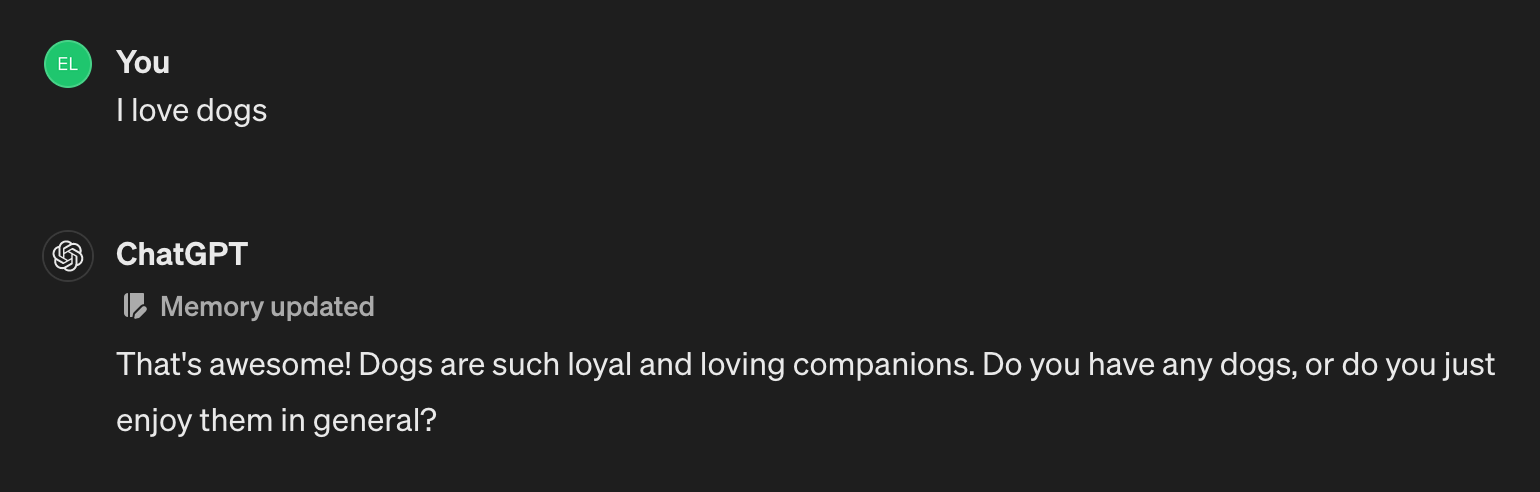 EL
You
I love dogs
ChatGPT
Memory updated
That's awesome! Dogs are such loyal and loving companions. Do you have any dogs, or do you just
enjoy them in general?